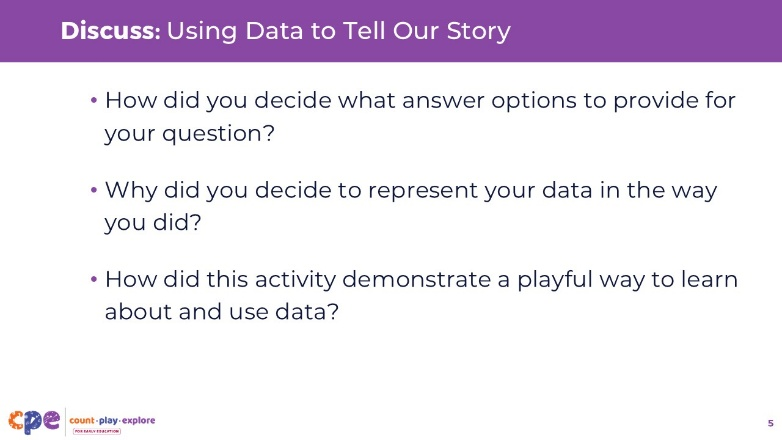 Discuss: Using Data to Tell Our Story
• How did you decide what answer options to provide for
your question?
• Why did you decide to represent your data in the way
you did?
• How did this activity demonstrate a playful way to learn
about and use data?
cpe count·play·explore
FOR EARLY EDUCATION
5